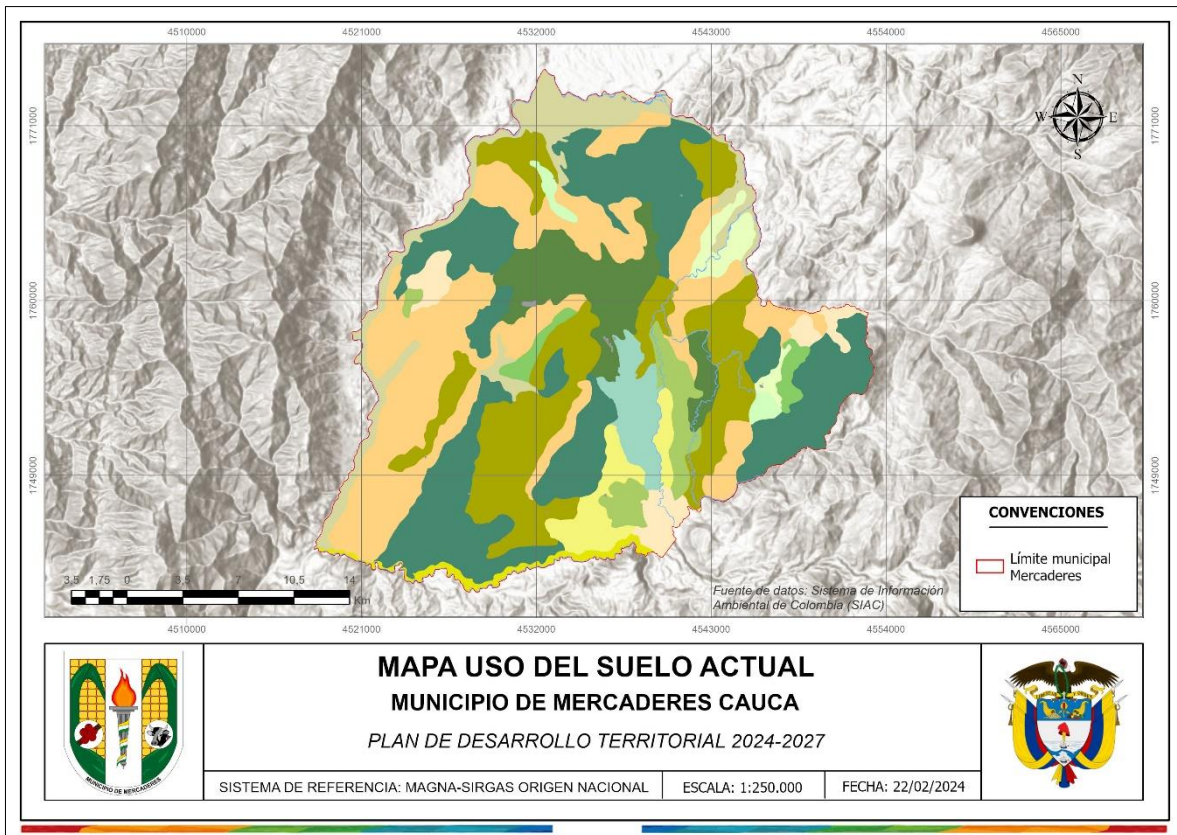 4510000 4521000 4532000 4543000 4554000 4565000
1771000 1771000
N
W E
S
1760000 1760000
1749000 1749000
CONVENCIONES
Límite municipal
Mercaderes
3.5 1.75 0 3.5 7 10.5 14
Km
Fuente de datos: Sistema de Información
Ambiental de Colombia (SIAC)
4510000 4521000 4532000 4543000 4554000 4565000
MAPA USO DEL SUELO ACTUAL
MUNICIPIO DE MERCADERES CAUCA
PLAN DE DESARROLLO TERRITORIAL 2024-2027
MUNICIPIO DE MERCADERES
SISTEMA DE REFERENCIA: MAGNA-SIRGAS ORIGEN NACIONAL ESCALA: 1:250.000 FECHA: 22/02/2024